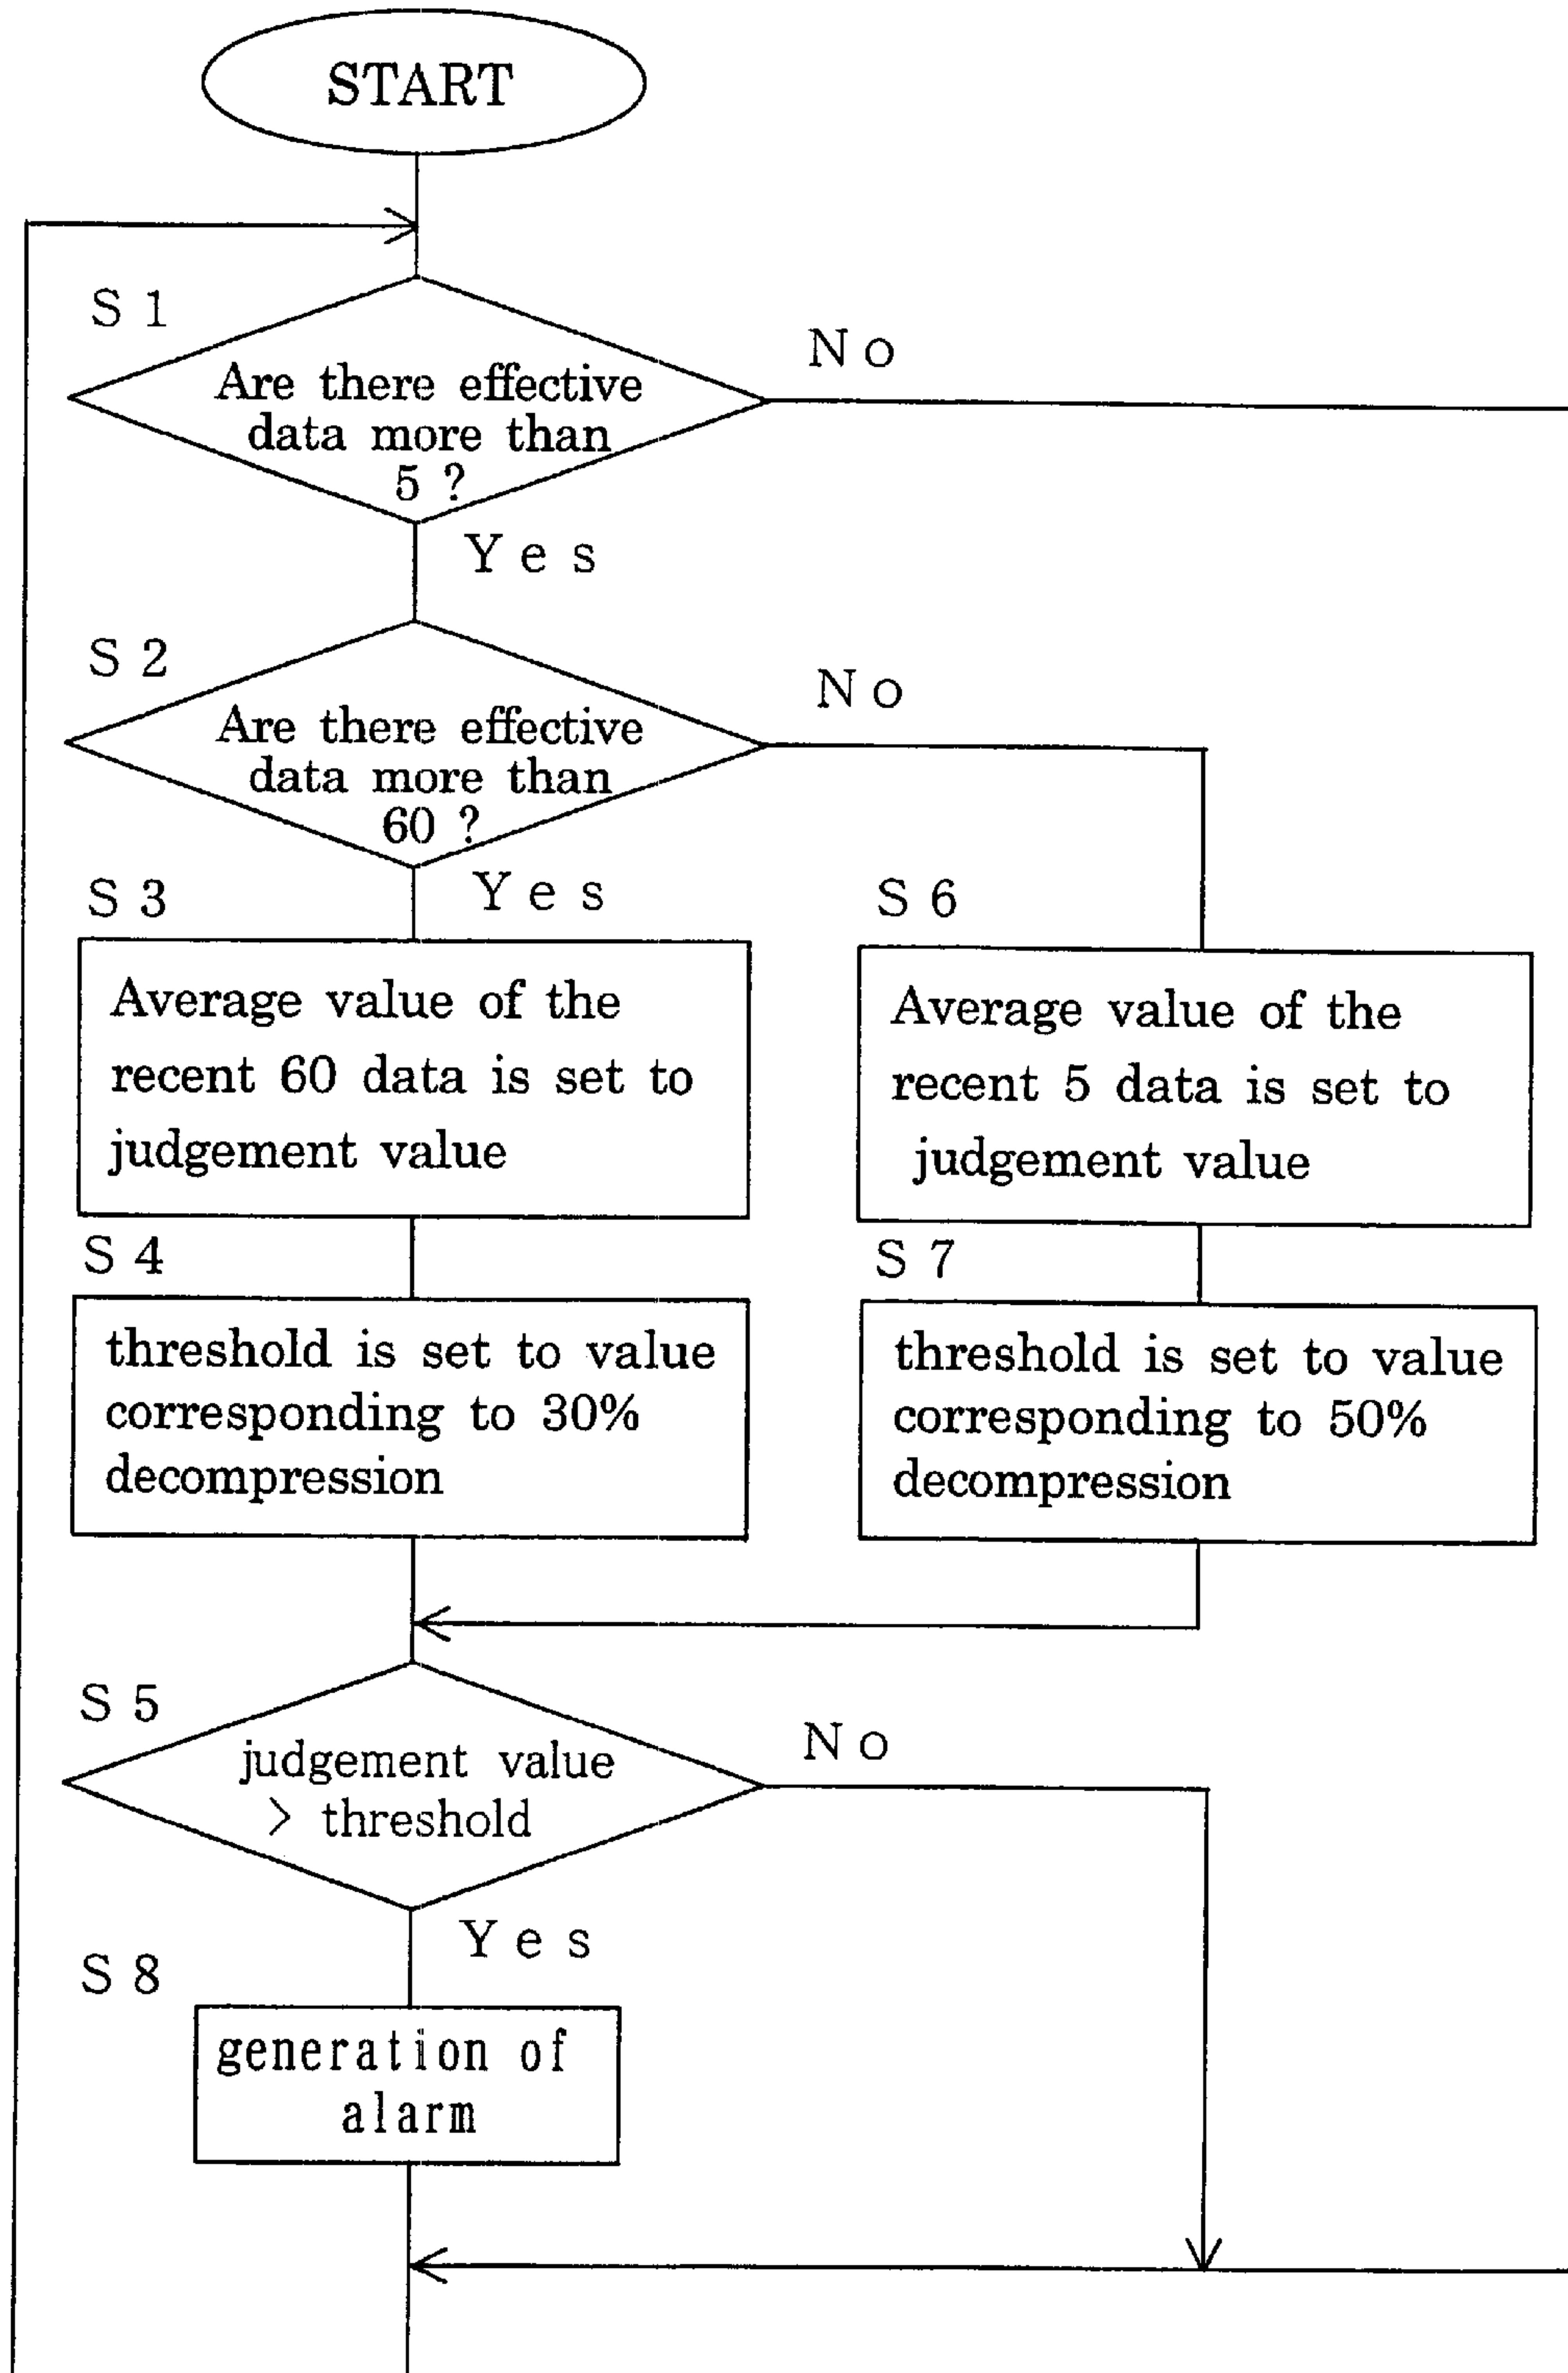 START
S 1
Are there effective
data more than
5 ?
No
Yes
S 2
Are there effective
data more than
60 ?
No
Yes
S 3
Average value of the
recent 60 data is set to
judgement value
S 6
Average value of the
recent 5 data is set to
judgement value
S 4
threshold is set to value
corresponding to 30%
decompression
S 7
threshold is set to value
corresponding to 50%
decompression
S 5
judgement value
> threshold
No
Yes
S 8
generation of
alarm